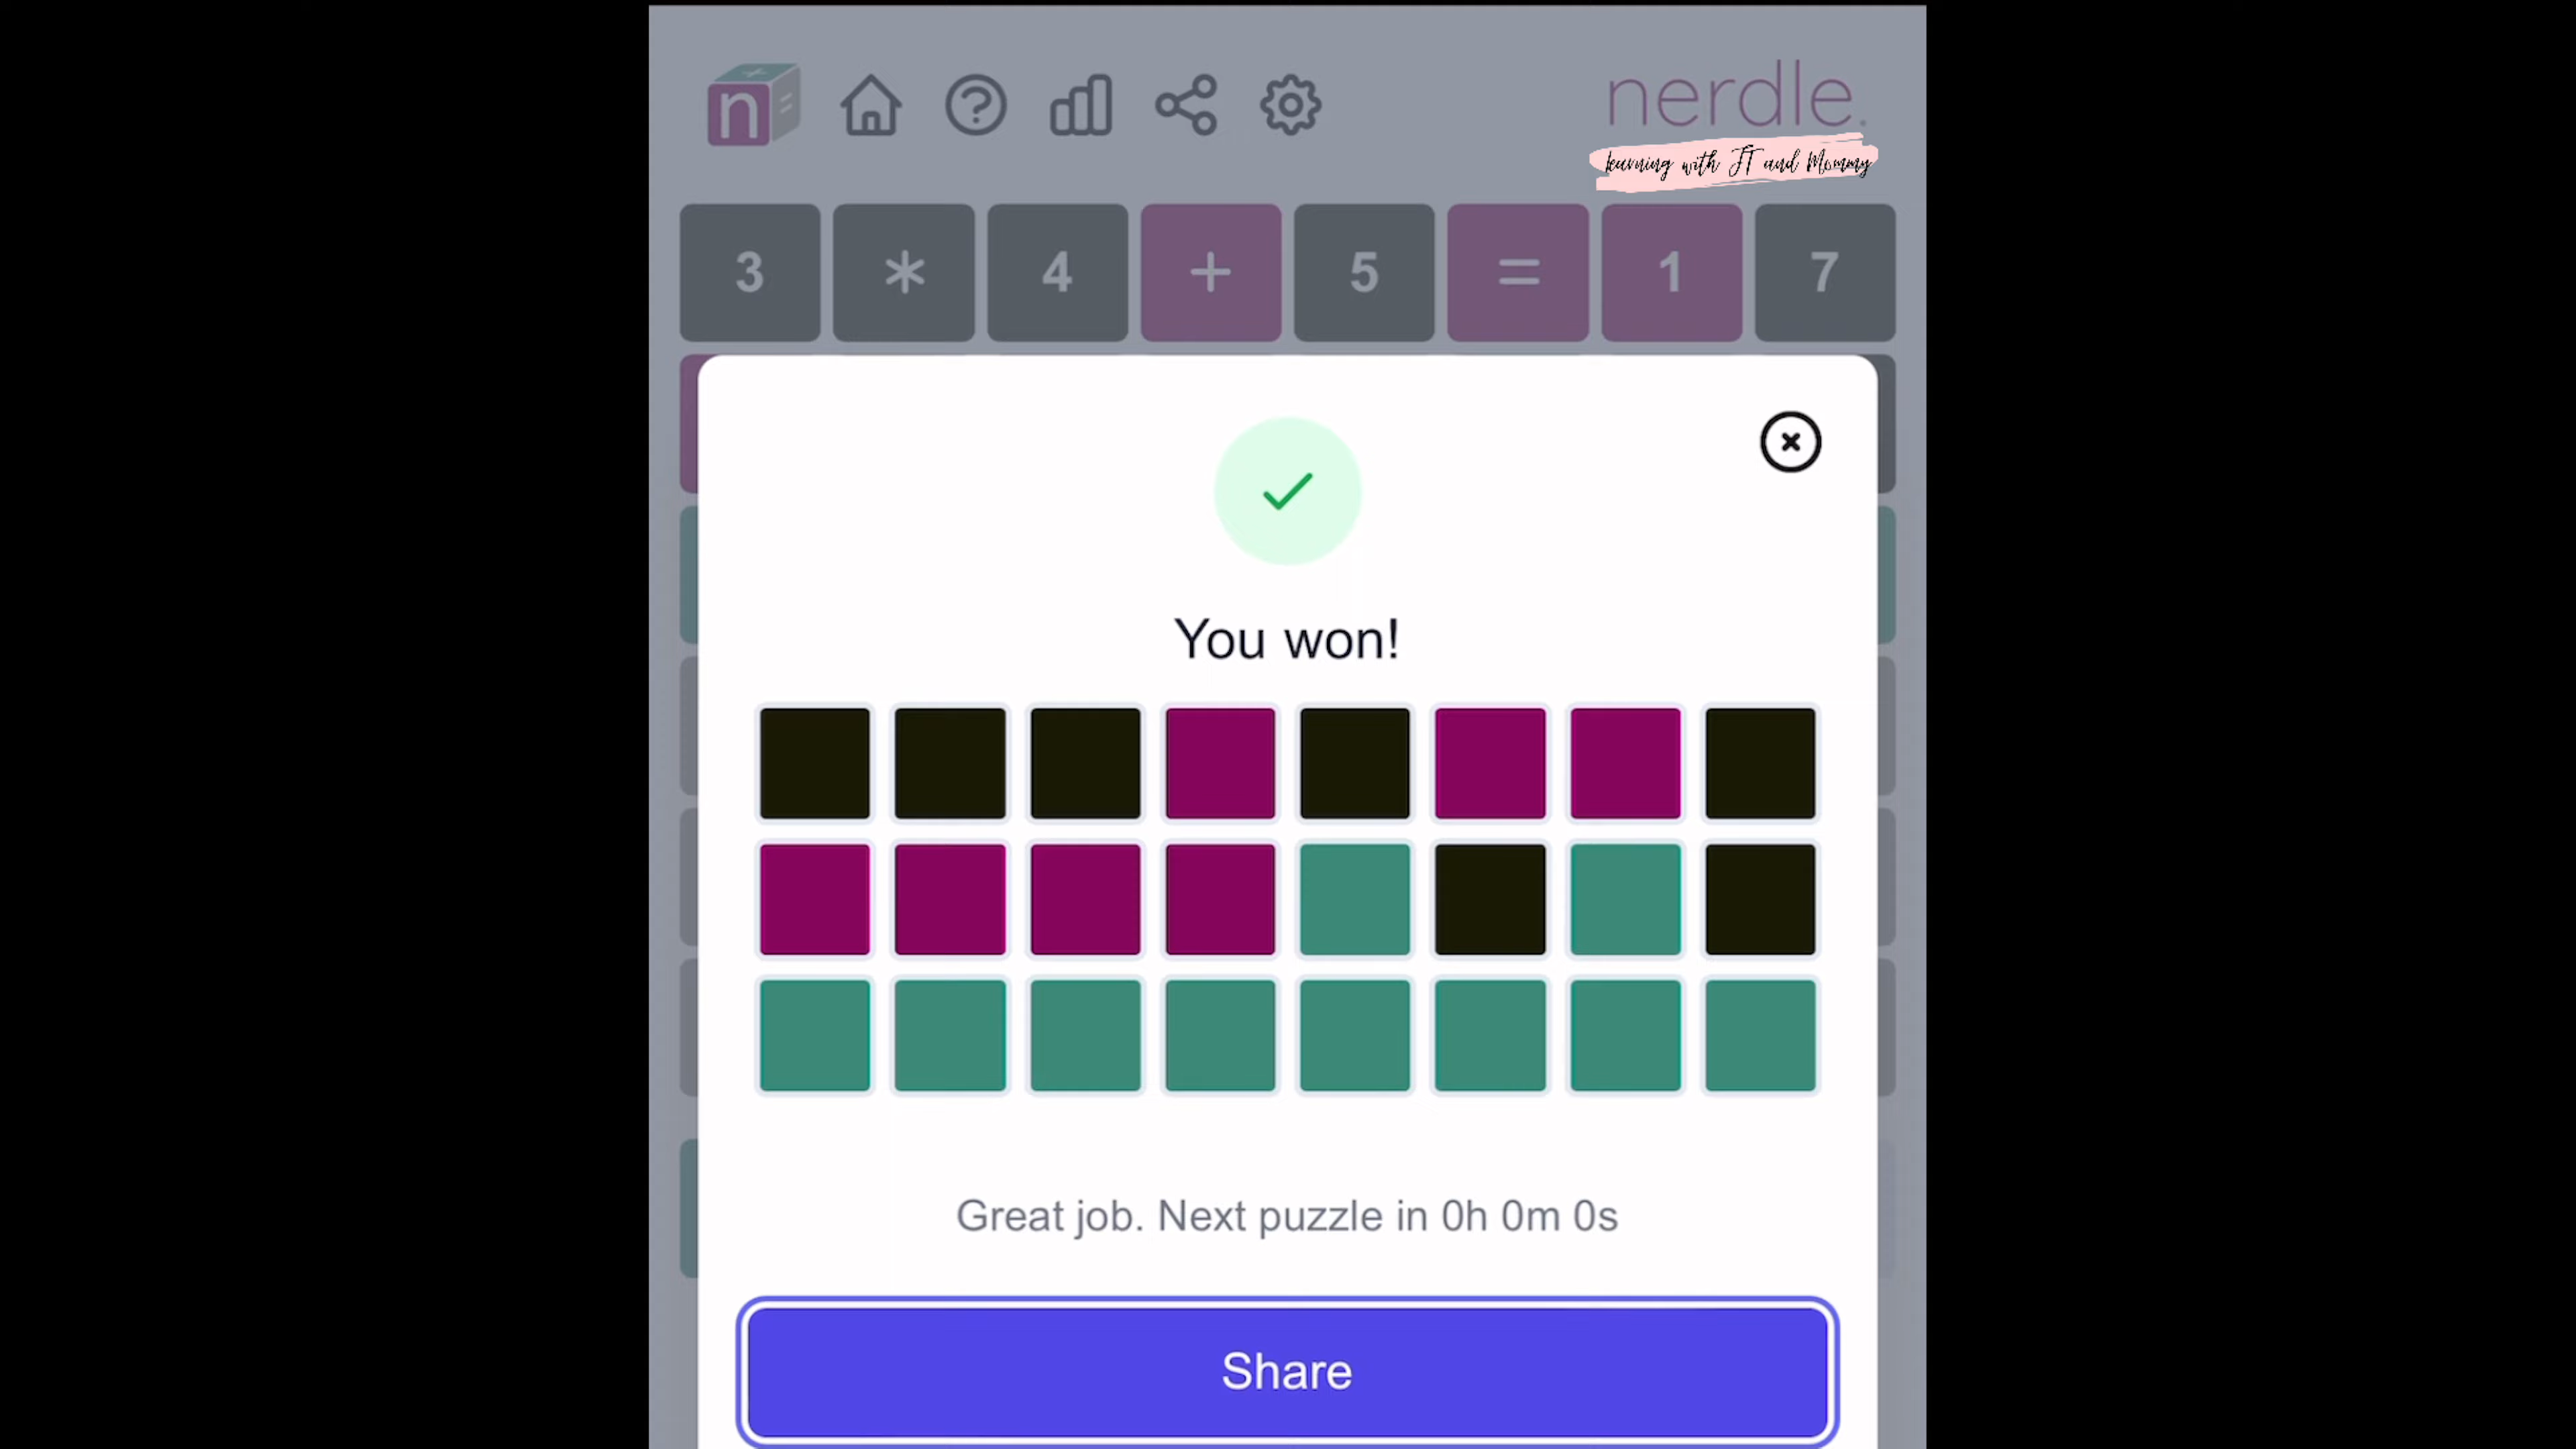 n
nerdle.
learning with JT and Mommy
3 * 4 + 5 = 1 7
You won!
Great job. Next puzzle in 0h 0m 0s
Share